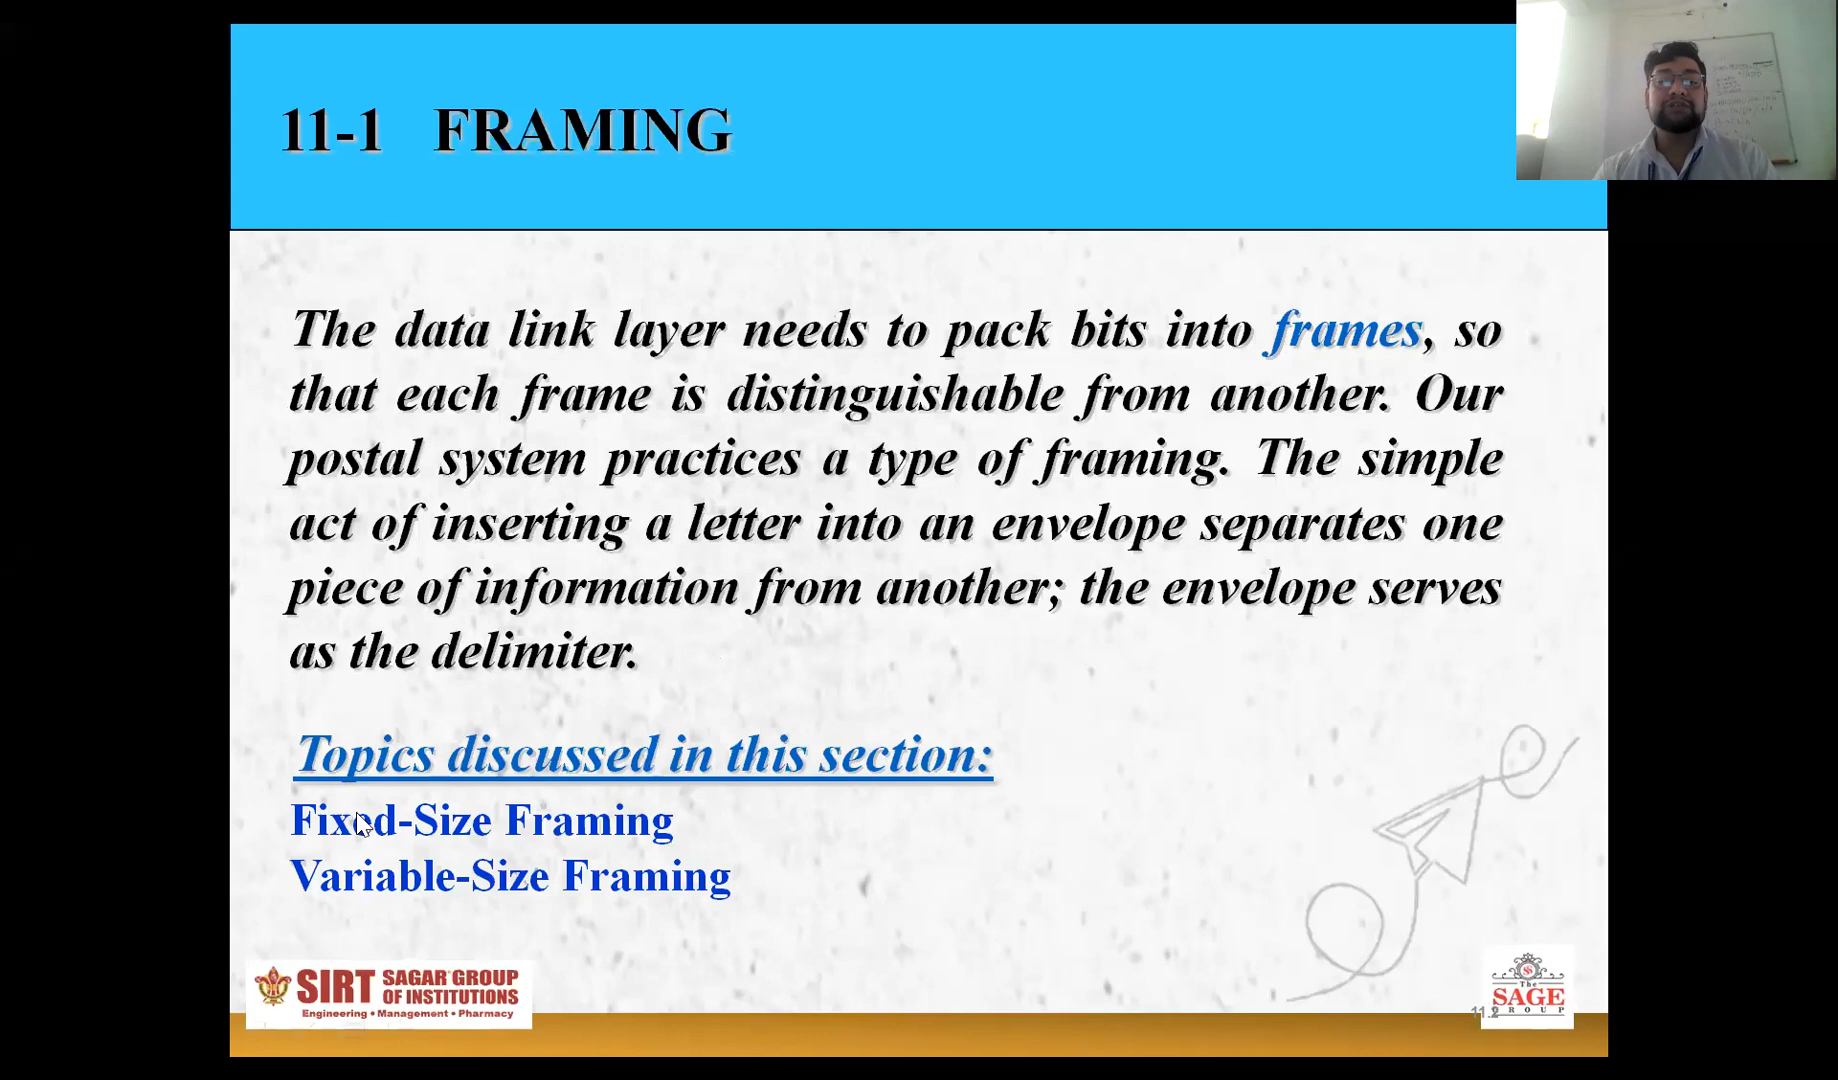 11-1 FRAMING
The data link layer needs to pack bits into frames, so
that each frame is distinguishable from another. Our
postal system practices a type of framing. The simple
act of inserting a letter into an envelope separates one
piece of information from another; the envelope serves
as the delimiter.
Topics discussed in this section:
Fixed-Size Framing
Variable-Size Framing
SIRT SAGAR GROUP
OF INSTITUTIONS
Engineering • Management • Pharmacy
The
SAGE
GROUP
11.2